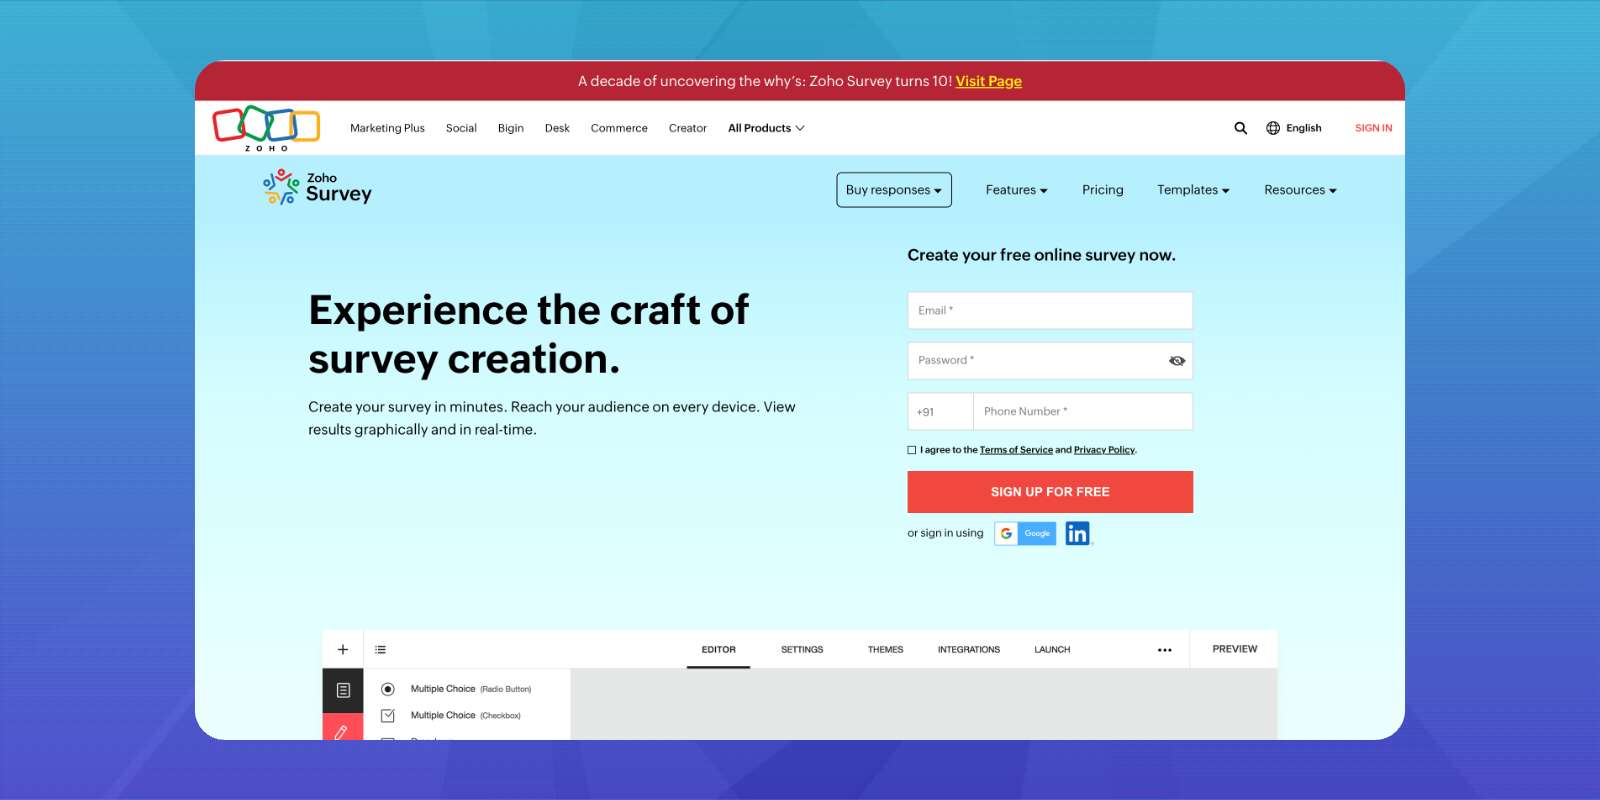 A decade of uncovering the why's: Zoho Survey turns 10! Visit Page
ZOHO
Marketing Plus Social Bigin Desk Commerce Creator All Products
English SIGN IN
Zoho
Survey
Buy responses Features Pricing Templates Resources
Experience the craft of
survey creation.
Create your survey in minutes. Reach your audience on every device. View
results graphically and in real-time.
Create your free online survey now.
Email *
Password *
+91 Phone Number *
I agree to the Terms of Service and Privacy Policy.
SIGN UP FOR FREE
or sign in using Google in
EDITOR SETTINGS THEMES INTEGRATIONS LAUNCH PREVIEW
Multiple Choice (Radio Button)
Multiple Choice (Checkbox)